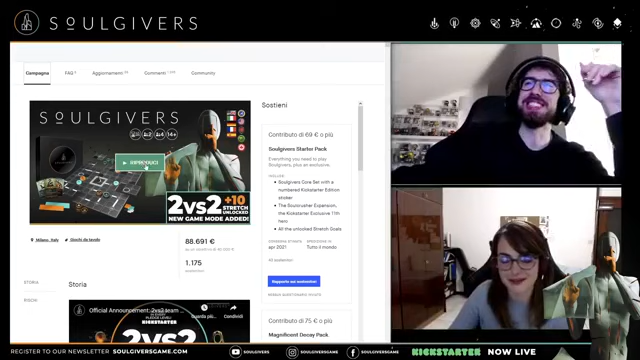 SOULGIVERS
Campagna
FAQ
Aggiornamenti
Commenti
Community
SOULGIVERS
14+
RIPRODUCI
2vs2 +10
STRETCH
UNLOCKED
NEW GAME MODE ADDED!
Milano, Italy
Giochi da tavolo
88.691 €
1.175
STORIA
RISCHI
Storia
Official Announcement: 2vs2 team ...
Guarda più...
Condividi
KICKSTARTER
Sostieni
Contributo di 69 € o più
Soulgivers Starter Pack
Everything you need to play
Soulgivers, plus an exclusive.
INCLUDE:
Soulgivers Core Set with a
numbered Kickstarter Edition
sticker
The Soulcrusher Expansion,
the Kickstarter Exclusive 11th
hero
All the unlocked Stretch Goals
CONSEGNA STIMATA
SPEDIZIONE IN
apr 2021
Tutto il mondo
Contributo di 75 € o più
Magnificent Decay Pack
REGISTER TO OUR NEWSLETTER SOULGIVERSGAME.COM
SOULGIVERS
SOULGIVERSGAME
SOULGIVERSGAME
KICKSTARTER NOW LIVE